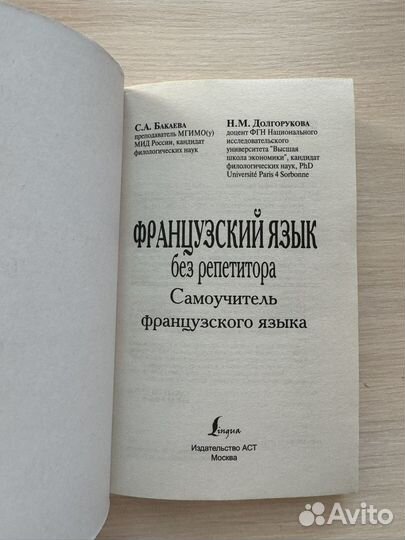 С.А. Бакаева
преподаватель МГИМО(у)
МИД России, кандидат
филологических наук
Н.М. Долгорукова
доцент ФГН Национального
исследовательского
университета "Высшая
школа экономики", кандидат
филологических наук, PhD
Université Paris 4 Sorbonne
ФРАНЦУЗСКИЙ ЯЗЫК
без репетитора
Самоучитель
французского языка
Lingua
Издательство АСТ
Москва
Avito